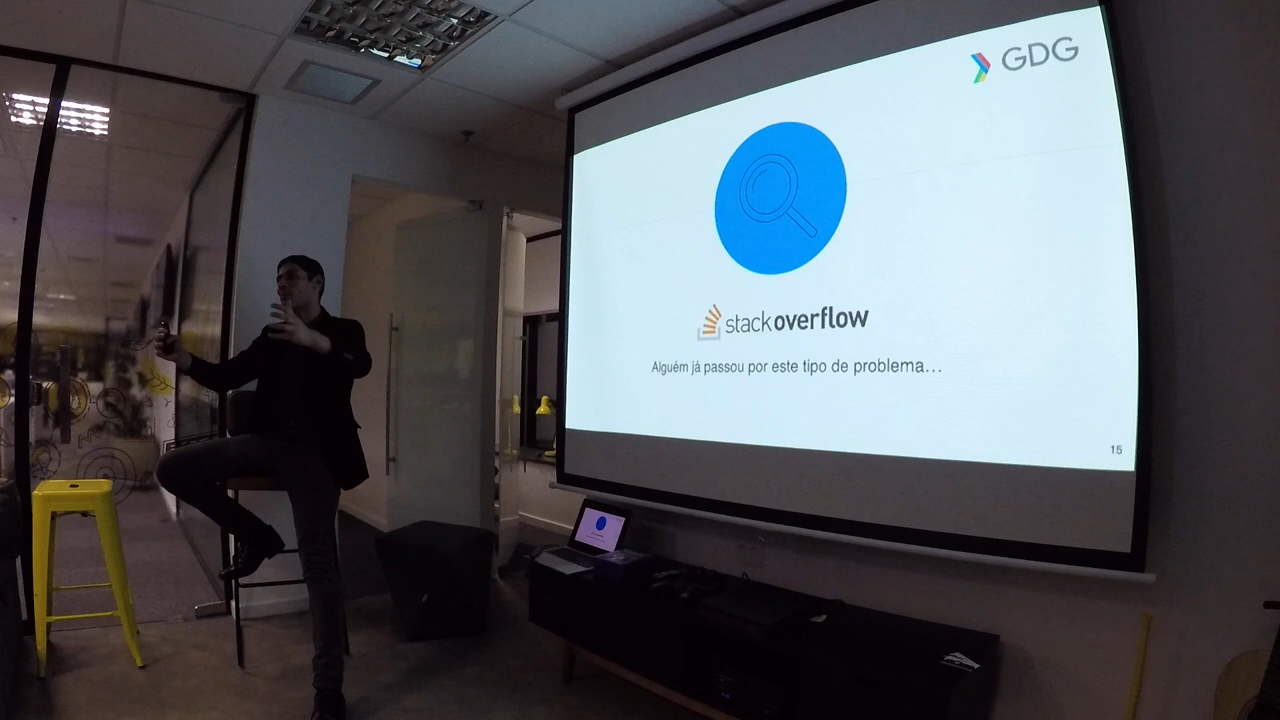 GDG
stackoverflow
Alguém já passou por este tipo de problema…
15